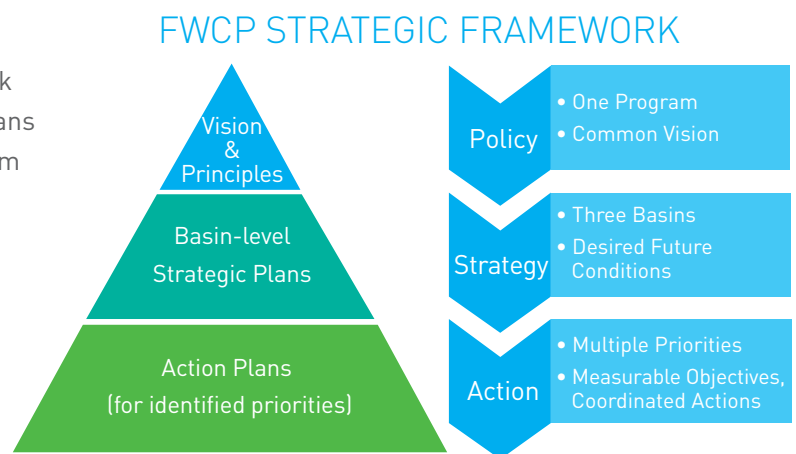 FWCP STRATEGIC FRAMEWORK
Vision
&
Principles
Basin-level
Strategic Plans
Action Plans
(for identified priorities)
Policy
• One Program
• Common Vision
Strategy
• Three Basins
• Desired Future
Conditions
Action
• Multiple Priorities
• Measurable Objectives,
Coordinated Actions